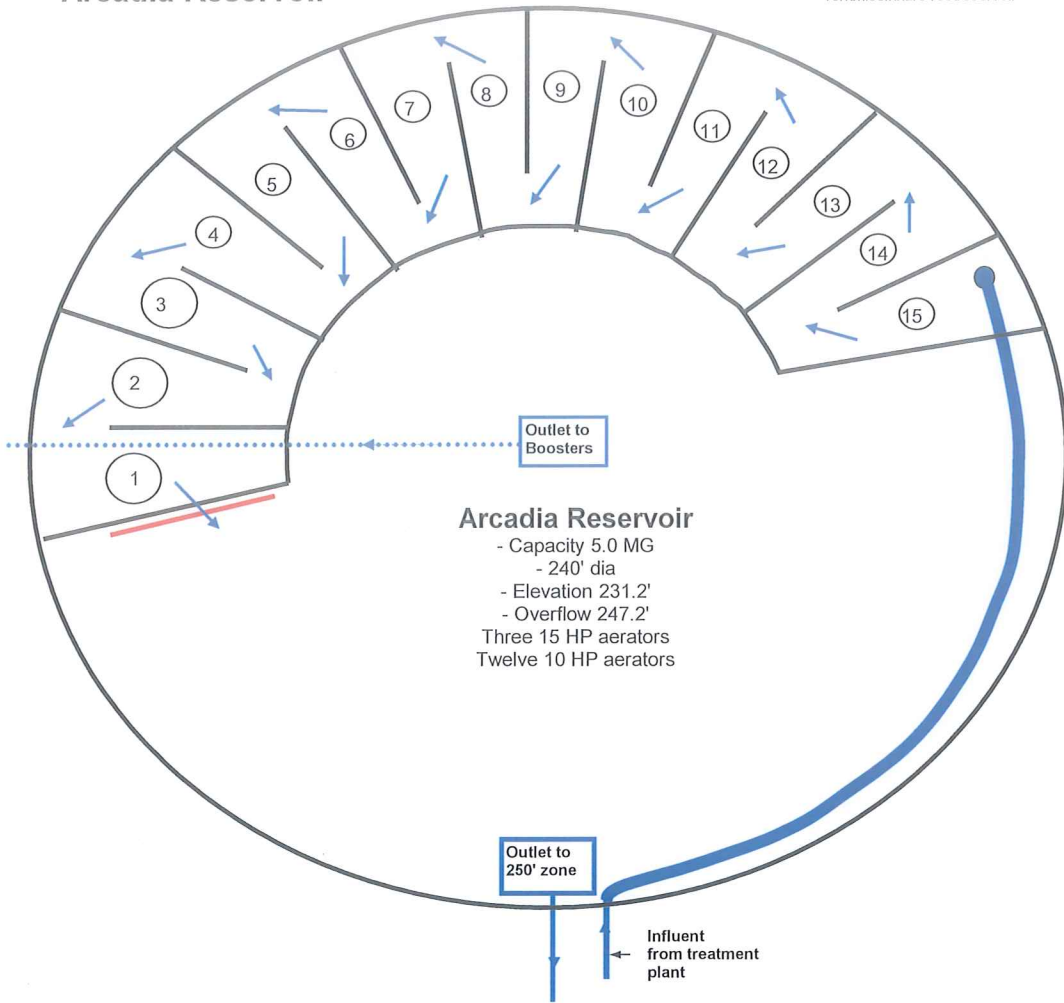 Arcadia Reservoir
7
8
9
10
6
11
5
12
4
13
14
3
15
2
Outlet to
Boosters
1
Arcadia Reservoir
- Capacity 5.0 MG
- 240' dia
- Elevation 231.2'
- Overflow 247.2'
Three 15 HP aerators
Twelve 10 HP aerators
Outlet to
250' zone
Influent
from treatment
plant